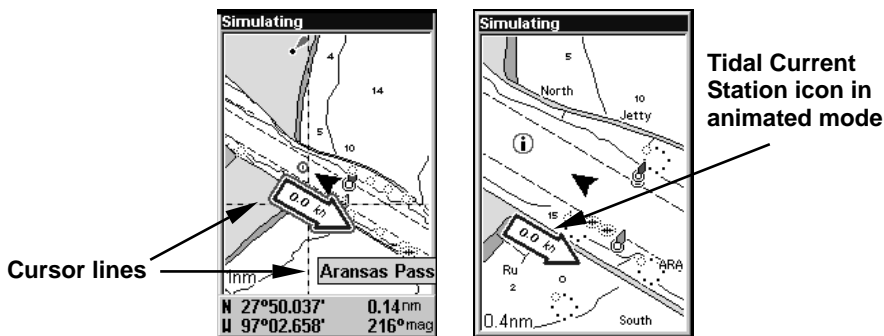 Simulating
4
14
5
10
0.0 kn
1nm
Aransas Pass
N 27°50.037' 0.14nm
W 97°02.658' 216°mag
Cursor lines
Simulating
5
North
10
Jetty
15
0.0 kn
Ru
2
ARA
0.4nm
South
Tidal Current
Station icon in
animated mode